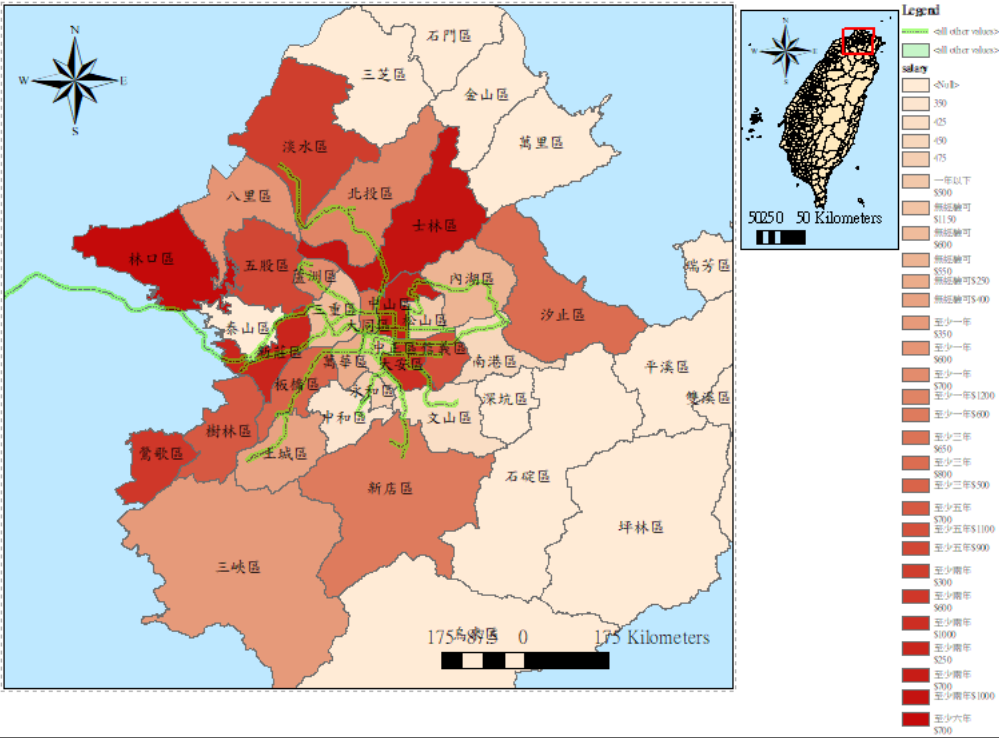 N
W
E
S
石門區
三芝區
金山區
萬里區
淡水區
八里區
北投區
士林區
林口區
五股區
蘆洲區
內湖區
瑞芳區
三重區
中山區
松山區
汐止區
泰山區
大同區
新莊區
中正區
信義區
萬華區
大安區
南港區
平溪區
板橋區
永和區
深坑區
雙溪區
中和區
文山區
樹林區
鶯歌區
土城區
新店區
石碇區
坪林區
三峽區
烏來區
175 87.5 0 175 Kilometers
N
W
E
S
50250 50 Kilometers
Legend
<all other values>
<all other values>
salary
<Null>
350
425
450
475
一年以下
$500
無經驗可
$1150
無經驗可
$600
無經驗可
$550
無經驗可$250
無經驗可$400
至少一年
$350
至少一年
$600
至少一年
$700
至少一年$1200
至少一年$600
至少三年
$650
至少三年
$800
至少三年$500
至少五年
$700
至少五年$1100
至少五年$900
至少兩年
$300
至少兩年
$600
至少兩年
$1000
至少兩年
$250
至少兩年
$700
至少兩年$1000
至少六年
$700